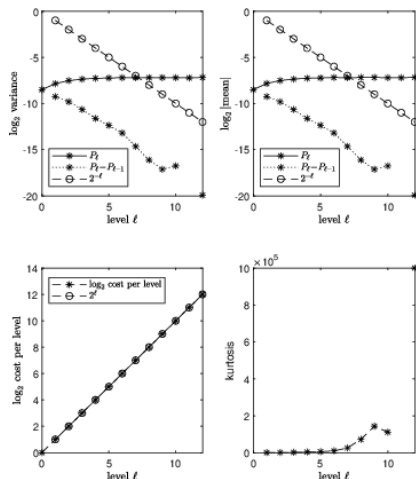 0
-5
-10
-15
-20
log₂ variance
P_ℓ
P_ℓ−P_{ℓ−1}
2^{−ℓ}
0 5 10
level ℓ
0
-5
-10
-15
-20
log₂ |mean|
P_ℓ
P_ℓ−P_{ℓ−1}
2^{−ℓ}
0 5 10
level ℓ
14
12
10
8
6
4
2
0
log₂ cost per level
log₂ cost per level
2^ℓ
0 5 10
level ℓ
×10⁵
10
8
6
4
2
0
kurtosis
0 5 10
level ℓ